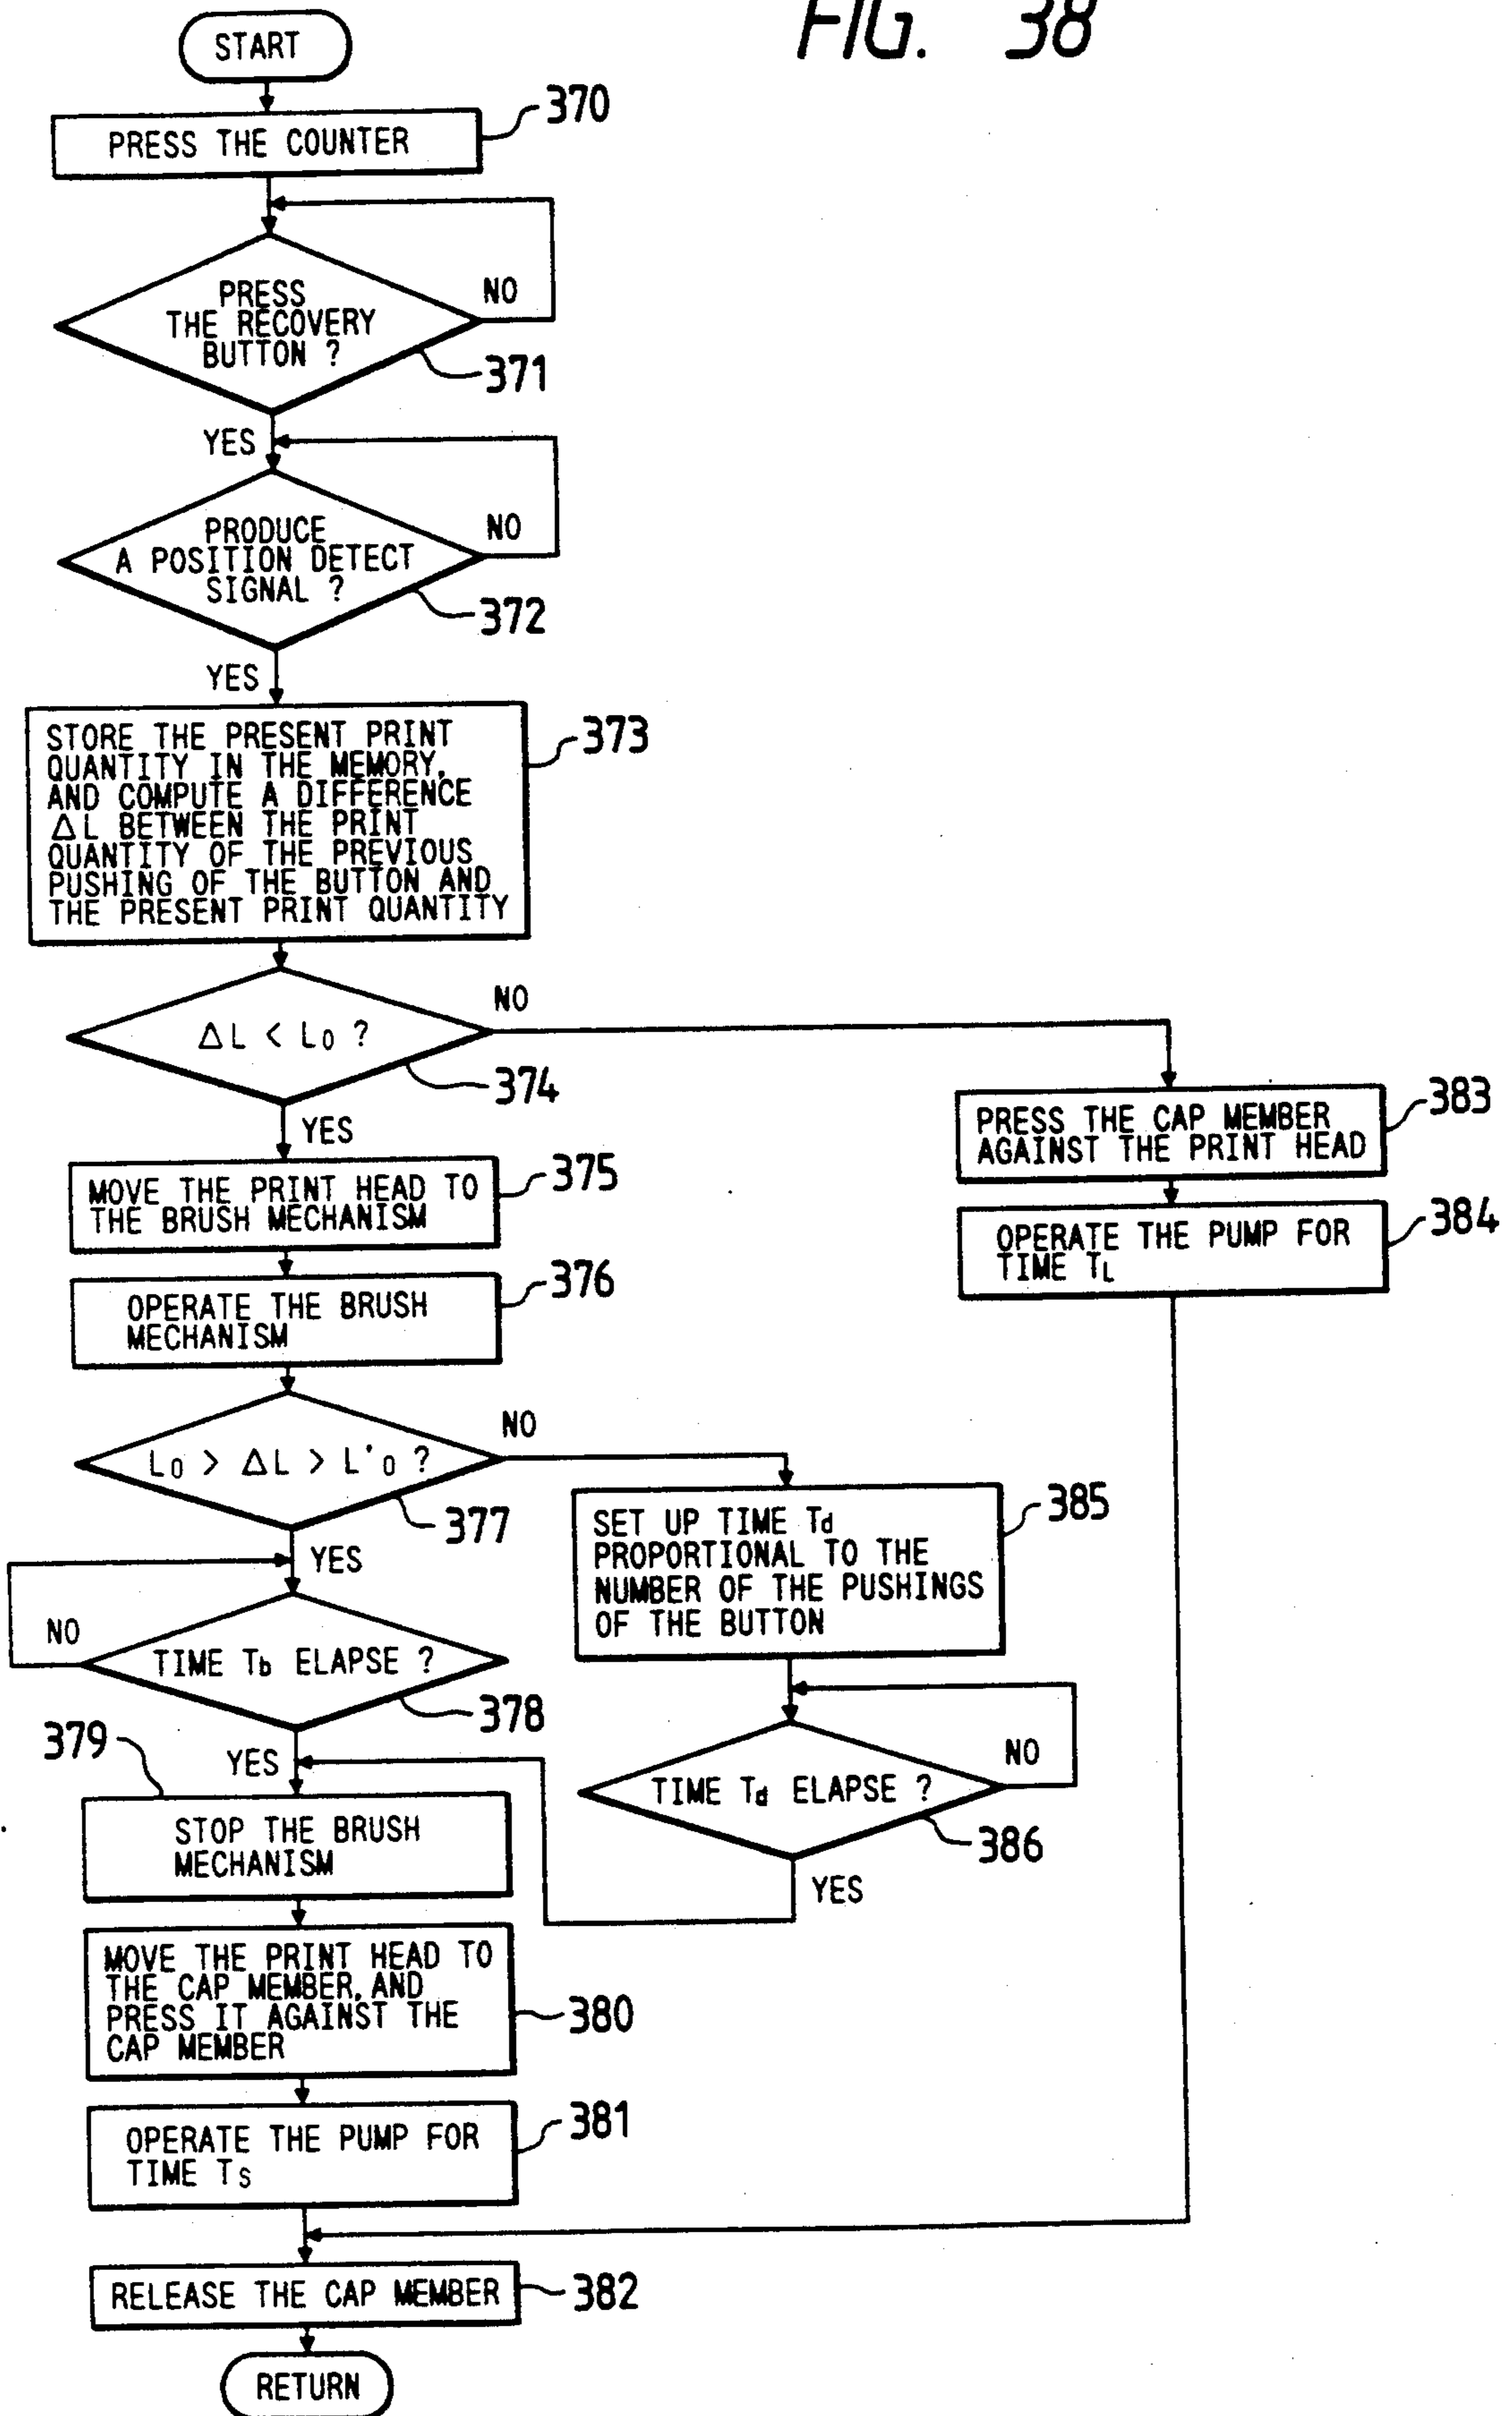 FIG. 38
START
370
PRESS THE COUNTER
PRESS
THE RECOVERY
BUTTON ?
NO
371
YES
PRODUCE
A POSITION DETECT
SIGNAL ?
NO
372
YES
STORE THE PRESENT PRINT
QUANTITY IN THE MEMORY,
AND COMPUTE A DIFFERENCE
ΔL BETWEEN THE PRINT
QUANTITY OF THE PREVIOUS
PUSHING OF THE BUTTON AND
THE PRESENT PRINT QUANTITY
373
ΔL < L0 ?
NO
374
YES
PRESS THE CAP MEMBER
AGAINST THE PRINT HEAD
383
MOVE THE PRINT HEAD TO
THE BRUSH MECHANISM
375
OPERATE THE PUMP FOR
TIME TL
384
OPERATE THE BRUSH
MECHANISM
376
L0 > ΔL > L'0 ?
NO
377
YES
SET UP TIME Td
PROPORTIONAL TO THE
NUMBER OF THE PUSHINGS
OF THE BUTTON
385
NO
TIME Tb ELAPSE ?
378
YES
TIME Td ELAPSE ?
NO
386
YES
379
STOP THE BRUSH
MECHANISM
MOVE THE PRINT HEAD TO
THE CAP MEMBER, AND
PRESS IT AGAINST THE
CAP MEMBER
380
OPERATE THE PUMP FOR
TIME TS
381
RELEASE THE CAP MEMBER
382
RETURN